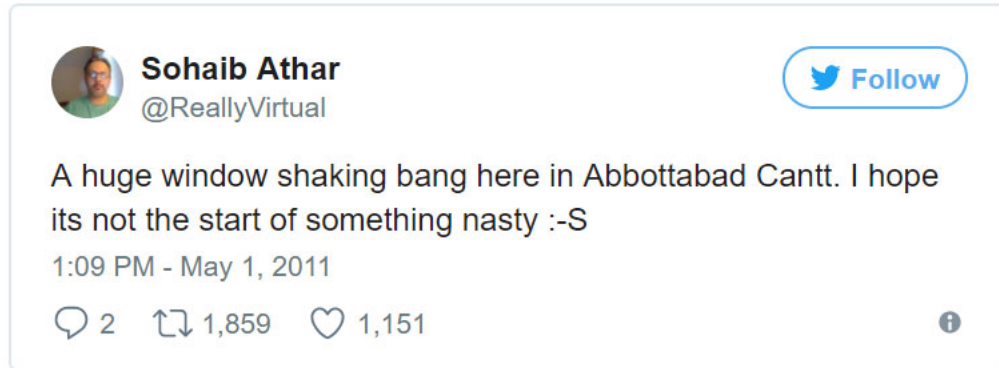 Sohaib Athar
@ReallyVirtual
Follow
A huge window shaking bang here in Abbottabad Cantt. I hope
its not the start of something nasty :-S
1:09 PM - May 1, 2011
2 1,859 1,151